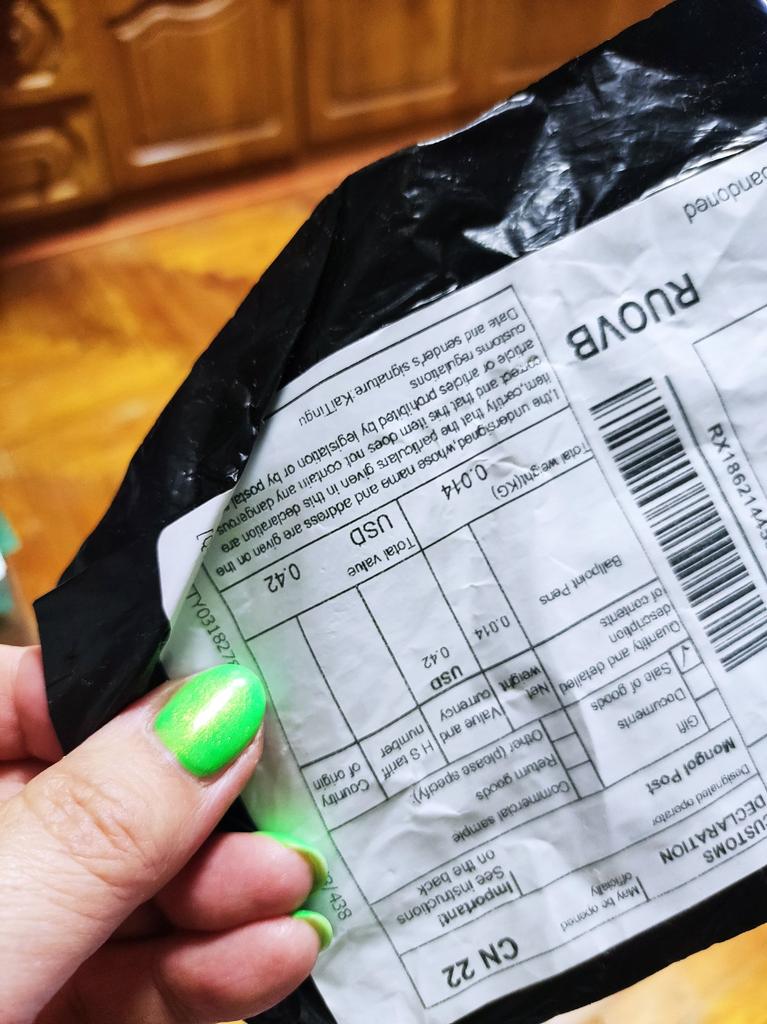 CUSTOMS
DECLARATION
May be opened
officially
CN 22
Designated operator
Mongol Post
Important!
See instructions
on the back
Gift
Documents
Sale of goods
✓
Commercial sample
Return goods
Other (please specify):
Quantity and detailed
description
of contents
Net
weight
Value and
currency
H S tariff
number
Country
of origin
Ballpoint Pens
0.014
USD
0.42
Total weight(KG)
0.014
Total value
USD
0.42
I, the undersigned,whose name and address are given on the
item,certify that the particulars given in this declaration are
correct and that this item does not contain any dangerous
article or articles prohibited by legislation or by postal
customs regulations
Date and sender's signature KaiTingu
RUOVB